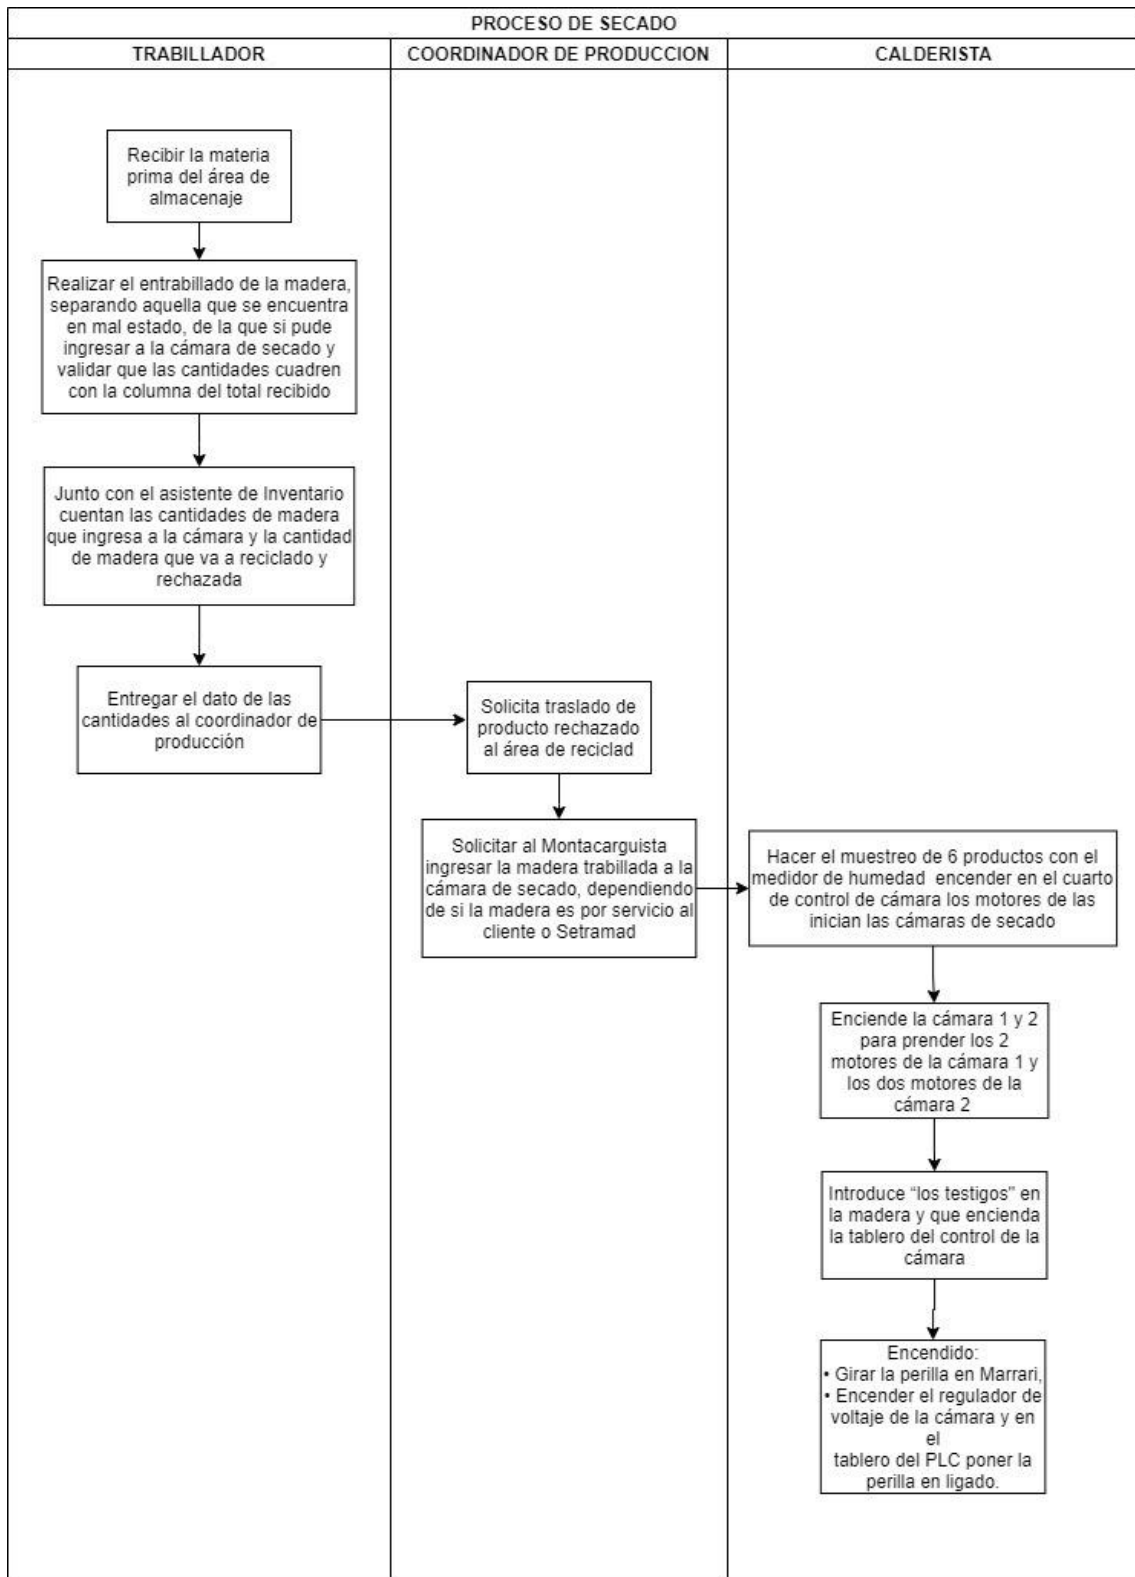 PROCESO DE SECADO
TRABILLADOR
COORDINADOR DE PRODUCCION
CALDERISTA
Recibir la materia
prima del área de
almacenaje
Realizar el entrabillado de la madera,
separando aquella que se encuentra
en mal estado, de la que si pude
ingresar a la cámara de secado y
validar que las cantidades cuadren
con la columna del total recibido
Junto con el asistente de Inventario
cuentan las cantidades de madera
que ingresa a la cámara y la cantidad
de madera que va a reciclado y
rechazada
Entregar el dato de las
cantidades al coordinador de
producción
Solicita traslado de
producto rechazado
al área de reciclad
Solicitar al Montacarguista
ingresar la madera trabillada a la
cámara de secado, dependiendo
de si la madera es por servicio al
cliente o Setramad
Hacer el muestreo de 6 productos con el
medidor de humedad encender en el cuarto
de control de cámara los motores de las
inician las cámaras de secado
Enciende la cámara 1 y 2
para prender los 2
motores de la cámara 1 y
los dos motores de la
cámara 2
Introduce “los testigos” en
la madera y que encienda
la tablero del control de la
cámara
Encendido:
• Girar la perilla en Marrari,
• Encender el regulador de
voltaje de la cámara y en
el
tablero del PLC poner la
perilla en ligado.